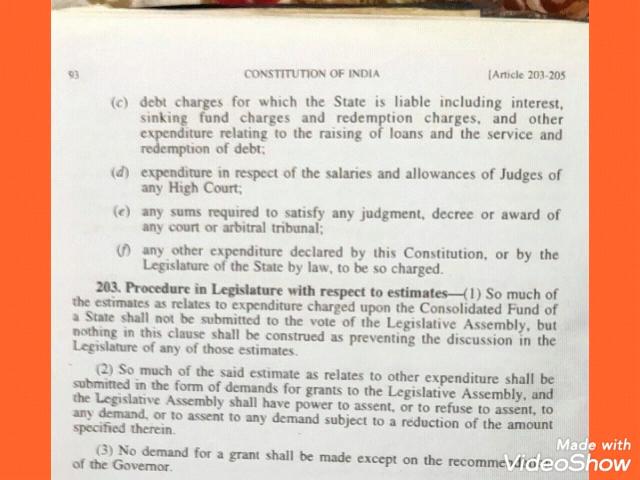 93 CONSTITUTION OF INDIA [Article 203-205
(c) debt charges for which the State is liable including interest,
sinking fund charges and redemption charges, and other
expenditure relating to the raising of loans and the service and
redemption of debt;
(d) expenditure in respect of the salaries and allowances of Judges of
any High Court;
(e) any sums required to satisfy any judgment, decree or award of
any court or arbitral tribunal;
(f) any other expenditure declared by this Constitution, or by the
Legislature of the State by law, to be so charged.
203. Procedure in Legislature with respect to estimates—(1) So much of
the estimates as relates to expenditure charged upon the Consolidated Fund of
a State shall not be submitted to the vote of the Legislative Assembly, but
nothing in this clause shall be construed as preventing the discussion in the
Legislature of any of those estimates.
(2) So much of the said estimate as relates to other expenditure shall be
submitted in the form of demands for grants to the Legislative Assembly, and
the Legislative Assembly shall have power to assent, or to refuse to assent, to
any demand, or to assent to any demand subject to a reduction of the amount
specified therein.
(3) No demand for a grant shall be made except on the
of the Governor.
Made with
VideoShow